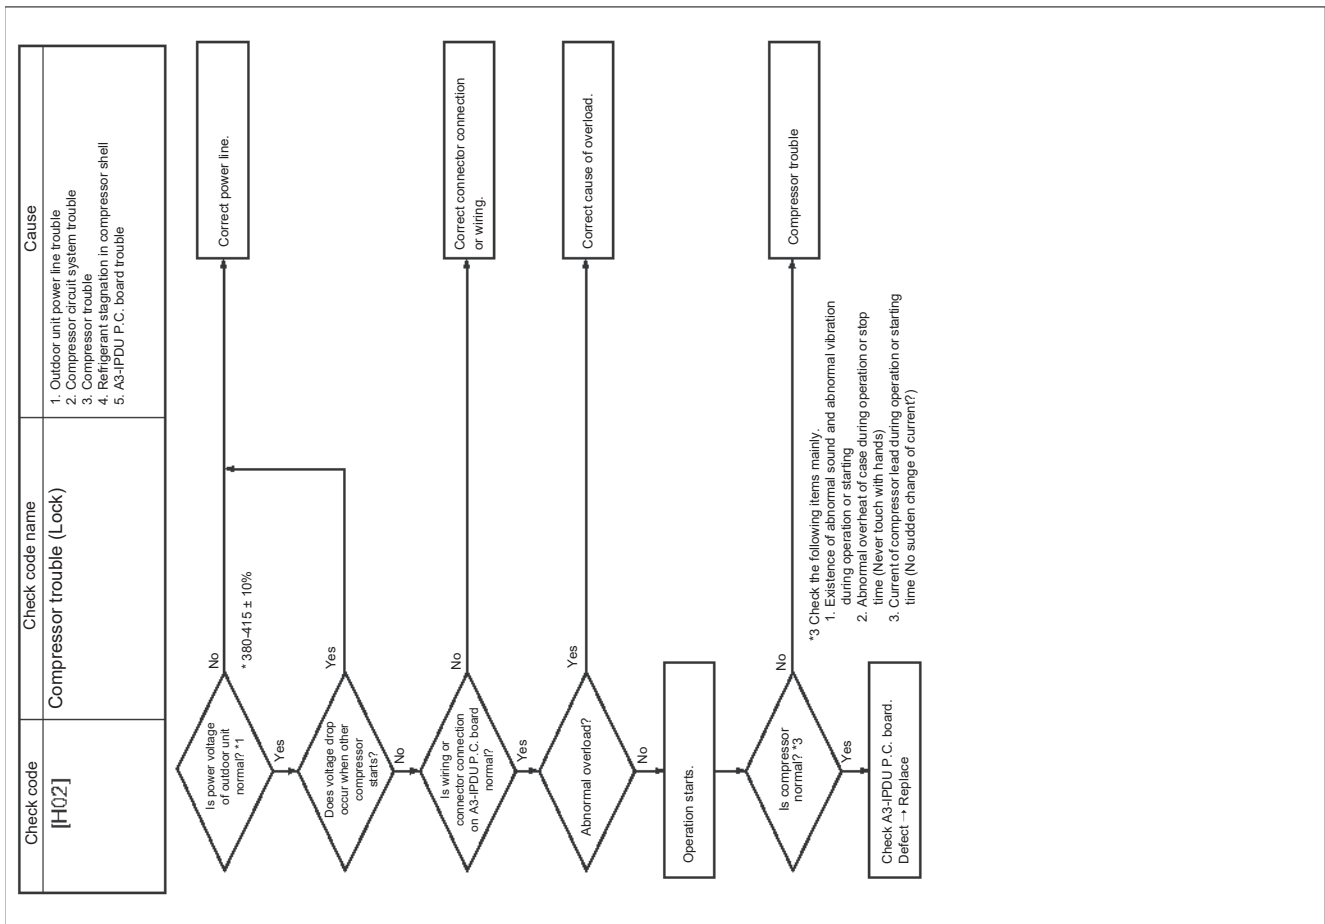 Check code
Check code name
Cause
[H02]
Compressor trouble (Lock)
1. Outdoor unit power line trouble
2. Compressor circuit system trouble
3. Compressor trouble
4. Refrigerant stagnation in compressor shell
5. A3-IPDU P.C. board trouble
Is power voltage
of outdoor unit
normal? *1
No
Correct power line.
* 380-415 ± 10%
Yes
Does voltage drop
occur when other
compressor
starts?
Yes
No
Is wiring or
connector connection
on A3-IPDU P.C. board
normal?
No
Correct connector connection
or wiring.
Yes
Abnormal overload?
Yes
Correct cause of overload.
No
Operation starts.
Is compressor
normal? *3
No
Compressor trouble
*3 Check the following items mainly.
1. Existence of abnormal sound and abnormal vibration
during operation or starting
2. Abnormal overheat of case during operation or stop
time (Never touch with hands)
3. Current of compressor lead during operation or starting
time (No sudden change of current?)
Yes
Check A3-IPDU P.C. board.
Defect → Replace